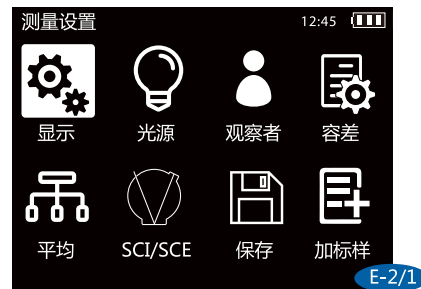 测量设置 12:45
显示 光源 观察者 容差
平均 SCI/SCE 保存 加标样
E-2/1